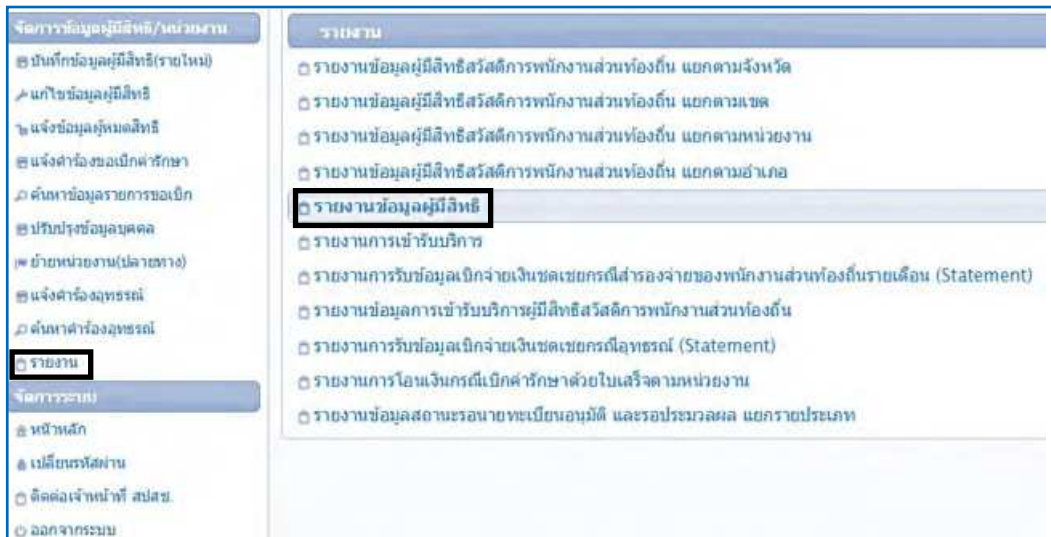 จัดการข้อมูลผู้มีสิทธิ/หน่วยงาน
บันทึกข้อมูลผู้มีสิทธิ(รายใหม่)
แก้ไขข้อมูลผู้มีสิทธิ
แจ้งข้อมูลผู้หมดสิทธิ
แจ้งคำร้องขอเบิกค่ารักษา
ค้นหาข้อมูลรายการขอเบิก
ปรับปรุงข้อมูลบุคคล
ย้ายหน่วยงาน(ปลายทาง)
แจ้งคำร้องอุทธรณ์
ค้นหาคำร้องอุทธรณ์
รายงาน
จัดการระบบ
หน้าหลัก
เปลี่ยนรหัสผ่าน
ติดต่อเจ้าหน้าที่ สปสช.
ออกจากระบบ
รายงาน
รายงานข้อมูลผู้มีสิทธิสวัสดิการพนักงานส่วนท้องถิ่น แยกตามจังหวัด
รายงานข้อมูลผู้มีสิทธิสวัสดิการพนักงานส่วนท้องถิ่น แยกตามเขต
รายงานข้อมูลผู้มีสิทธิสวัสดิการพนักงานส่วนท้องถิ่น แยกตามหน่วยงาน
รายงานข้อมูลผู้มีสิทธิสวัสดิการพนักงานส่วนท้องถิ่น แยกตามอำเภอ
รายงานข้อมูลผู้มีสิทธิ
รายงานการเข้ารับบริการ
รายงานการรับข้อมูลเบิกจ่ายเงินชดเชยกรณีสำรองจ่ายของพนักงานส่วนท้องถิ่นรายเดือน (Statement)
รายงานข้อมูลการเข้ารับบริการผู้มีสิทธิสวัสดิการพนักงานส่วนท้องถิ่น
รายงานการรับข้อมูลเบิกจ่ายเงินชดเชยกรณีอุทธรณ์ (Statement)
รายงานการโอนเงินกรณีเบิกค่ารักษาด้วยใบเสร็จตามหน่วยงาน
รายงานข้อมูลสถานะรอนายทะเบียนอนุมัติ และรอประมวลผล แยกรายประเภท